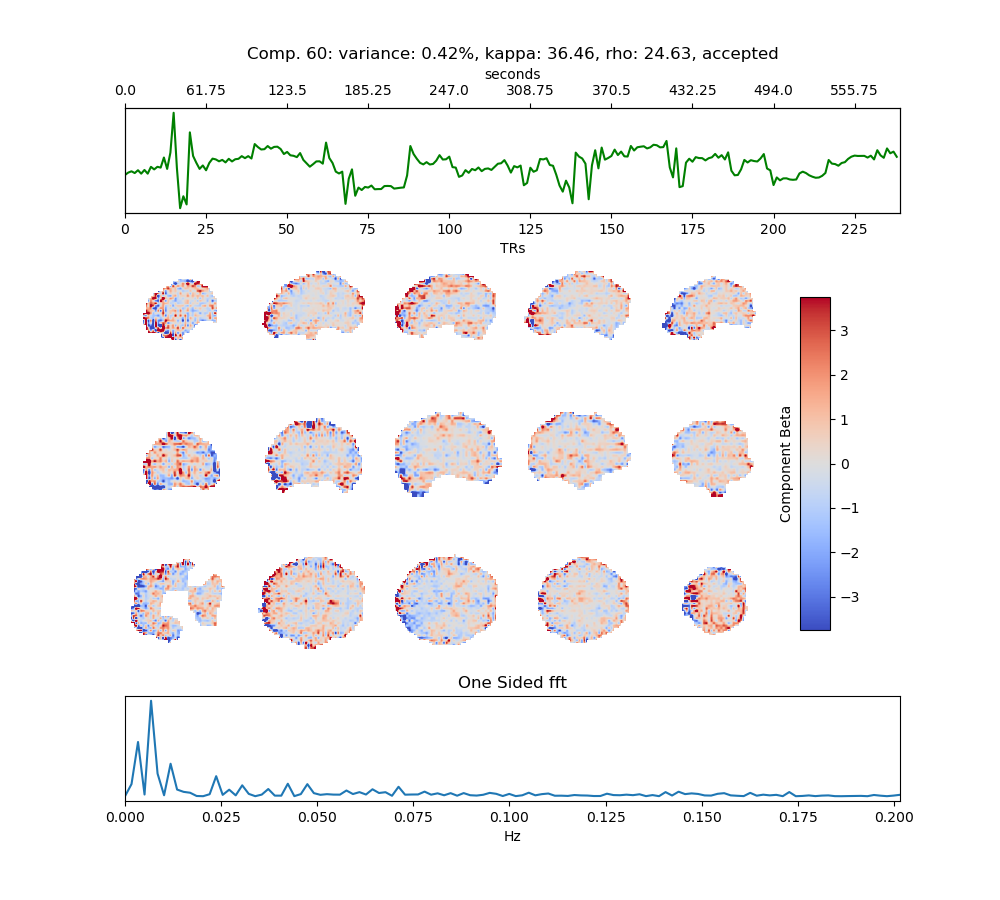 Comp. 60: variance: 0.42%, kappa: 36.46, rho: 24.63, accepted
seconds
0.0 61.75 123.5 185.25 247.0 308.75 370.5 432.25 494.0 555.75
0 25 50 75 100 125 150 175 200 225
TRs
3
2
1
0
−1
−2
−3
Component Beta
One Sided fft
0.000 0.025 0.050 0.075 0.100 0.125 0.150 0.175 0.200
Hz